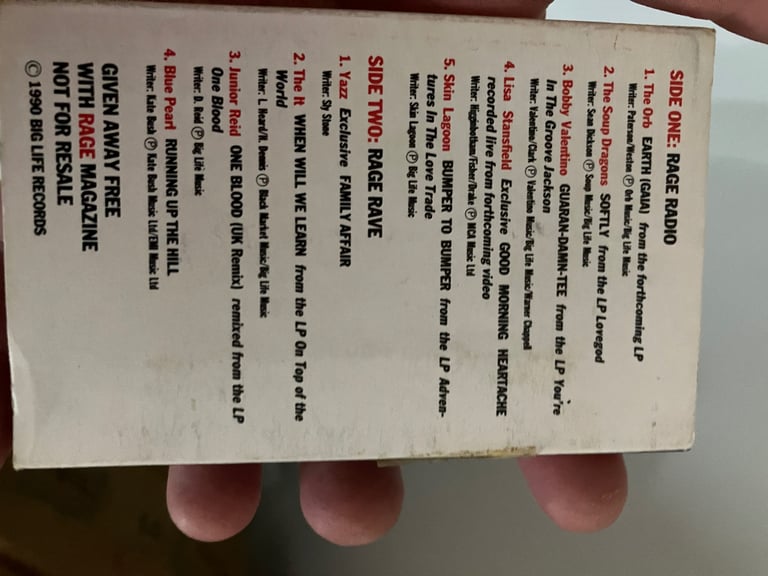 SIDE ONE: RAGE RADIO
1. The Orb EARTH (GAIA) from the forthcoming LP
Writer: Paterson/Weston Ⓟ Orb Music/Big Life Music
2. The Soup Dragons SOFTLY from the LP Lovegod
Writer: Sean Dickson Ⓟ Soup Music/Big Life Music
3. Bobby Valentino GUARAN-DAMN-TEE from the LP You're
In The Groove Jackson
Writer: Valentino/Clark Ⓟ Valentino Music/Big Life Music/Warner Chappell
4. Lisa Stansfield Exclusive GOOD MORNING HEARTACHE
recorded live from forthcoming video
Writer: Higginbotham/Fisher/Drake Ⓟ MCA Music Ltd
5. Skin Lagoon BUMPER TO BUMPER from the LP Adven-
tures In The Love Trade
Writer: Skin Lagoon Ⓟ Big Life Music
SIDE TWO: RAGE RAVE
1. Yazz Exclusive FAMILY AFFAIR
Writer: Sly Stone
2. The It WHEN WILL WE LEARN from the LP On Top of the
World
Writer: L. Heard/H. Dennis Ⓟ Black Market Music/Big Life Music
3. Junior Reid ONE BLOOD (UK Remix) remixed from the LP
One Blood
Writer: D. Reid Ⓟ Big Life Music
4. Blue Pearl RUNNING UP THE HILL
Writer: Kate Bush Ⓟ Kate Bush Music Ltd/EMI Music Ltd
GIVEN AWAY FREE
WITH RAGE MAGAZINE
NOT FOR RESALE
© 1990 BIG LIFE RECORDS